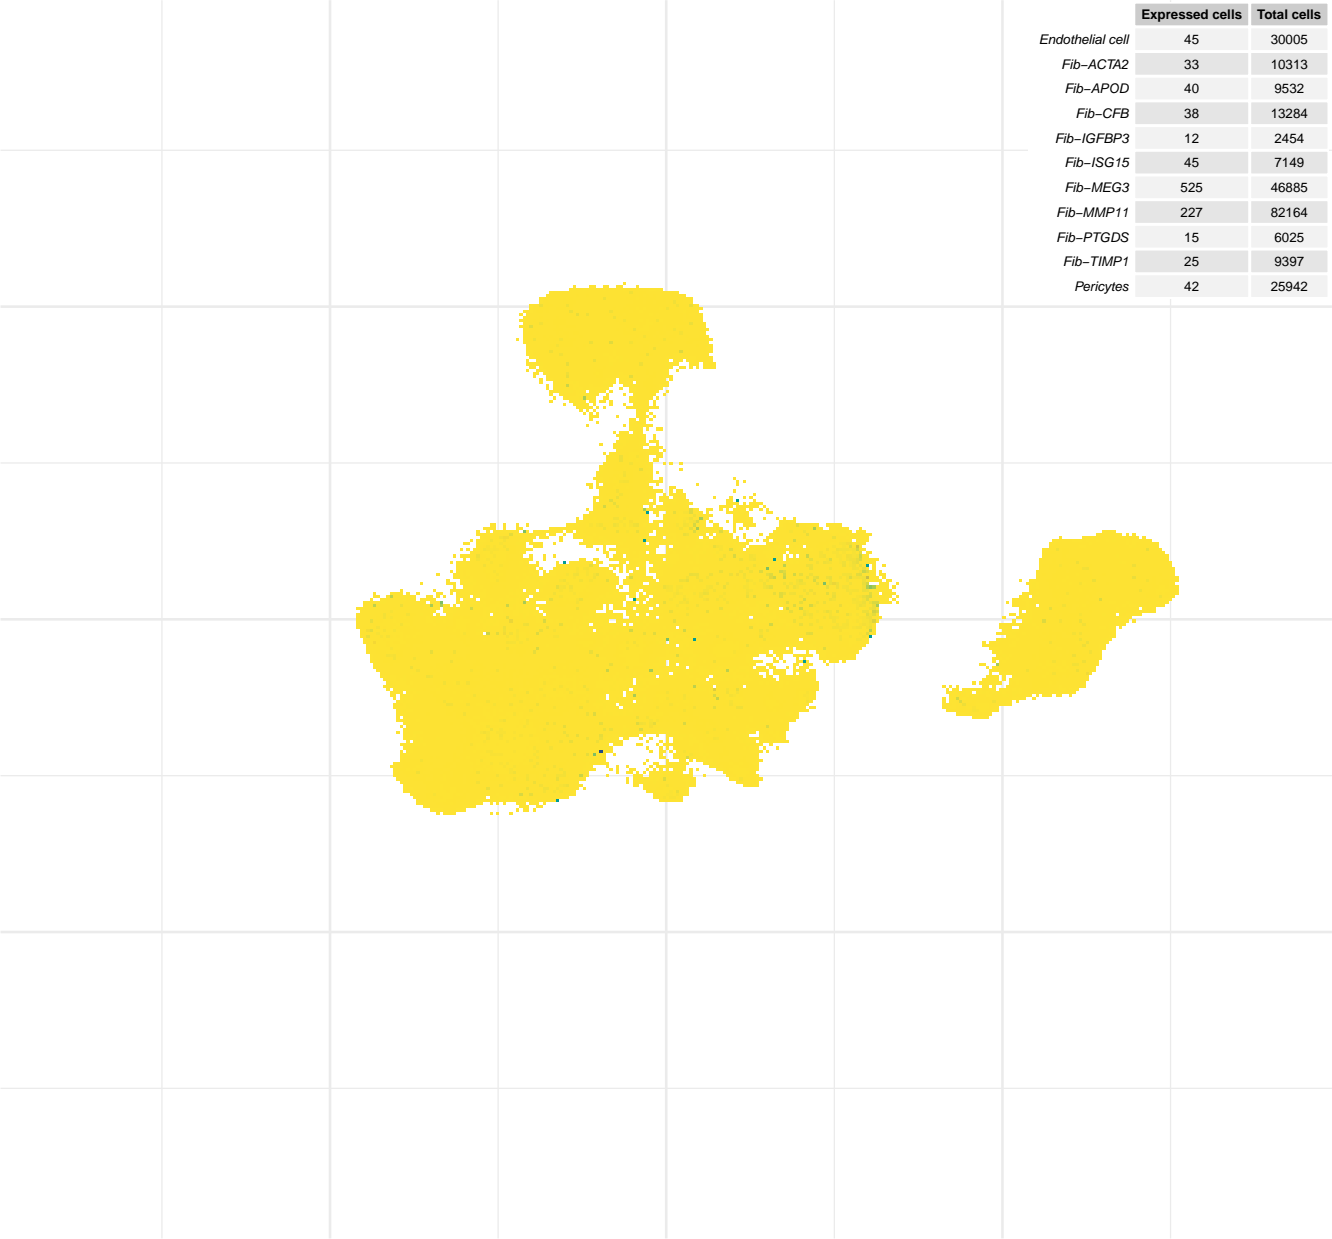 Expressed cells Total cells
Endothelial cell 45 30005
Fib−ACTA2 33 10313
Fib−APOD 40 9532
Fib−CFB 38 13284
Fib−IGFBP3 12 2454
Fib−ISG15 45 7149
Fib−MEG3 525 46885
Fib−MMP11 227 82164
Fib−PTGDS 15 6025
Fib−TIMP1 25 9397
Pericytes 42 25942